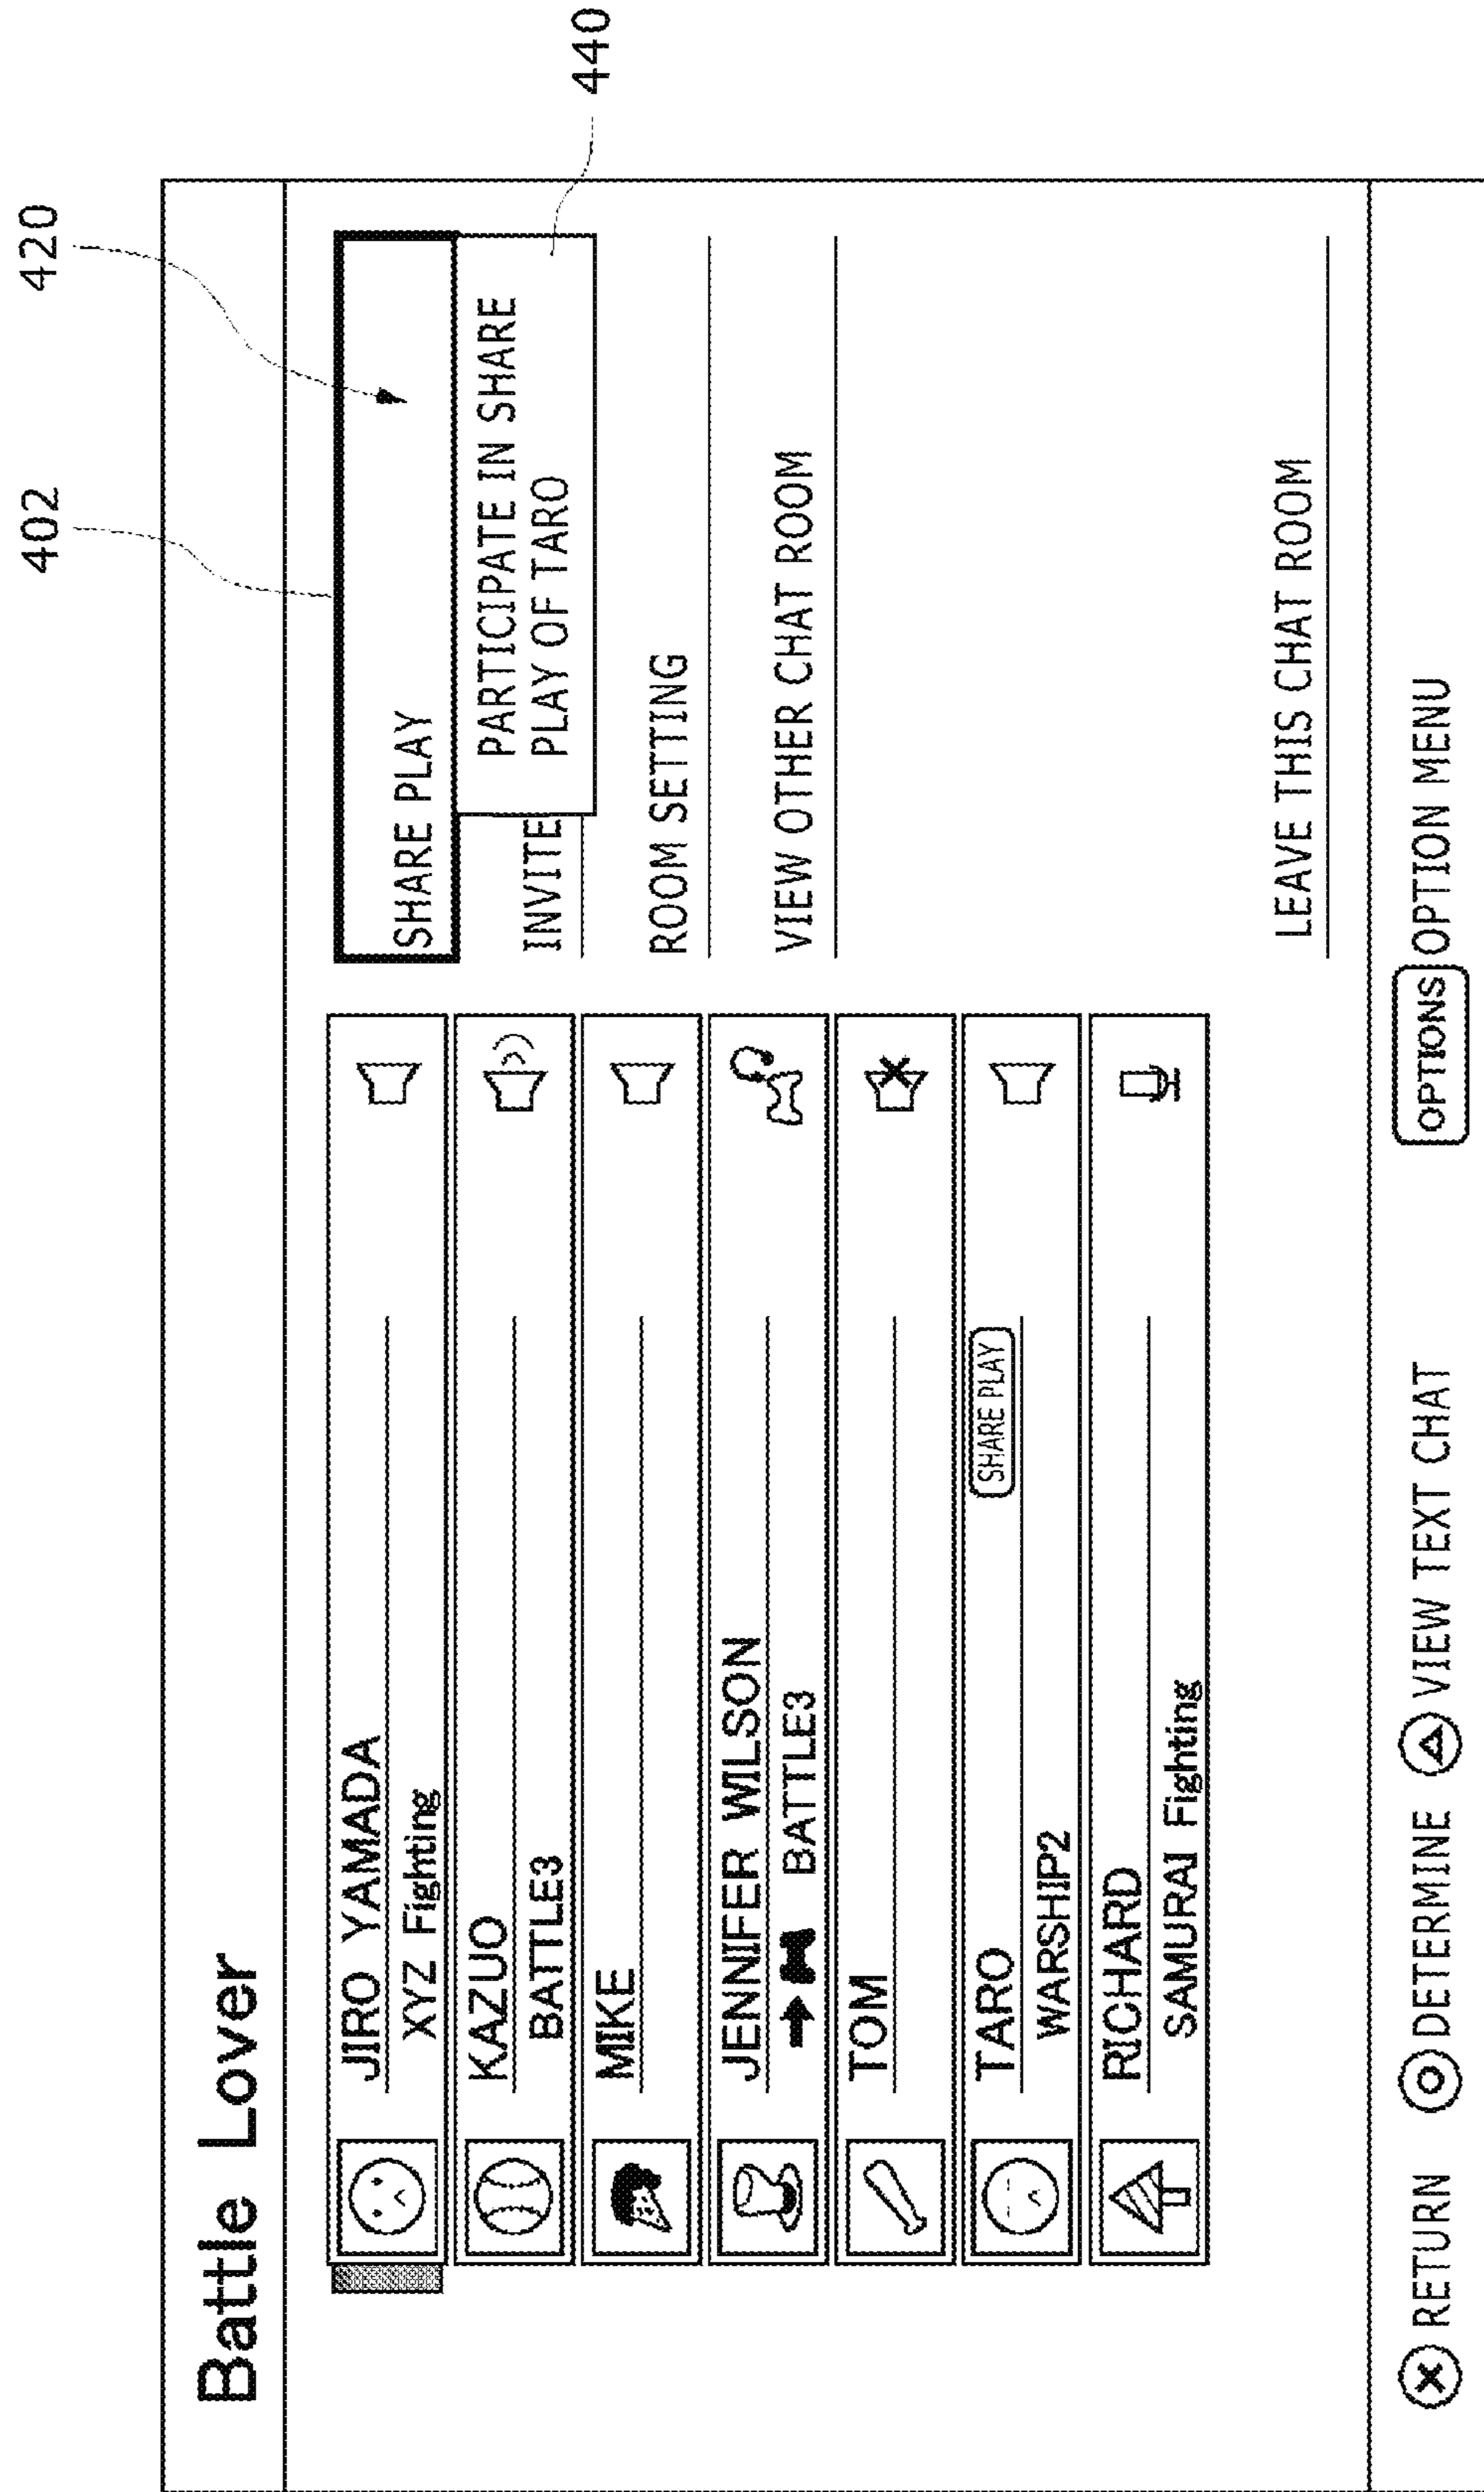 402
420
440
Battle Lover
JIRO YAMADA
XYZ Fighting
KAZUO
BATTLE3
MIKE
JENNIFER WILSON
BATTLE3
TOM
TARO
SHARE PLAY
WARSHIP2
RICHARD
SAMURAI Fighting
SHARE PLAY
PARTICIPATE IN SHARE
PLAY OF TARO
INVITE
ROOM SETTING
VIEW OTHER CHAT ROOM
LEAVE THIS CHAT ROOM
RETURN DETERMINE VIEW TEXT CHAT OPTIONS OPTION MENU